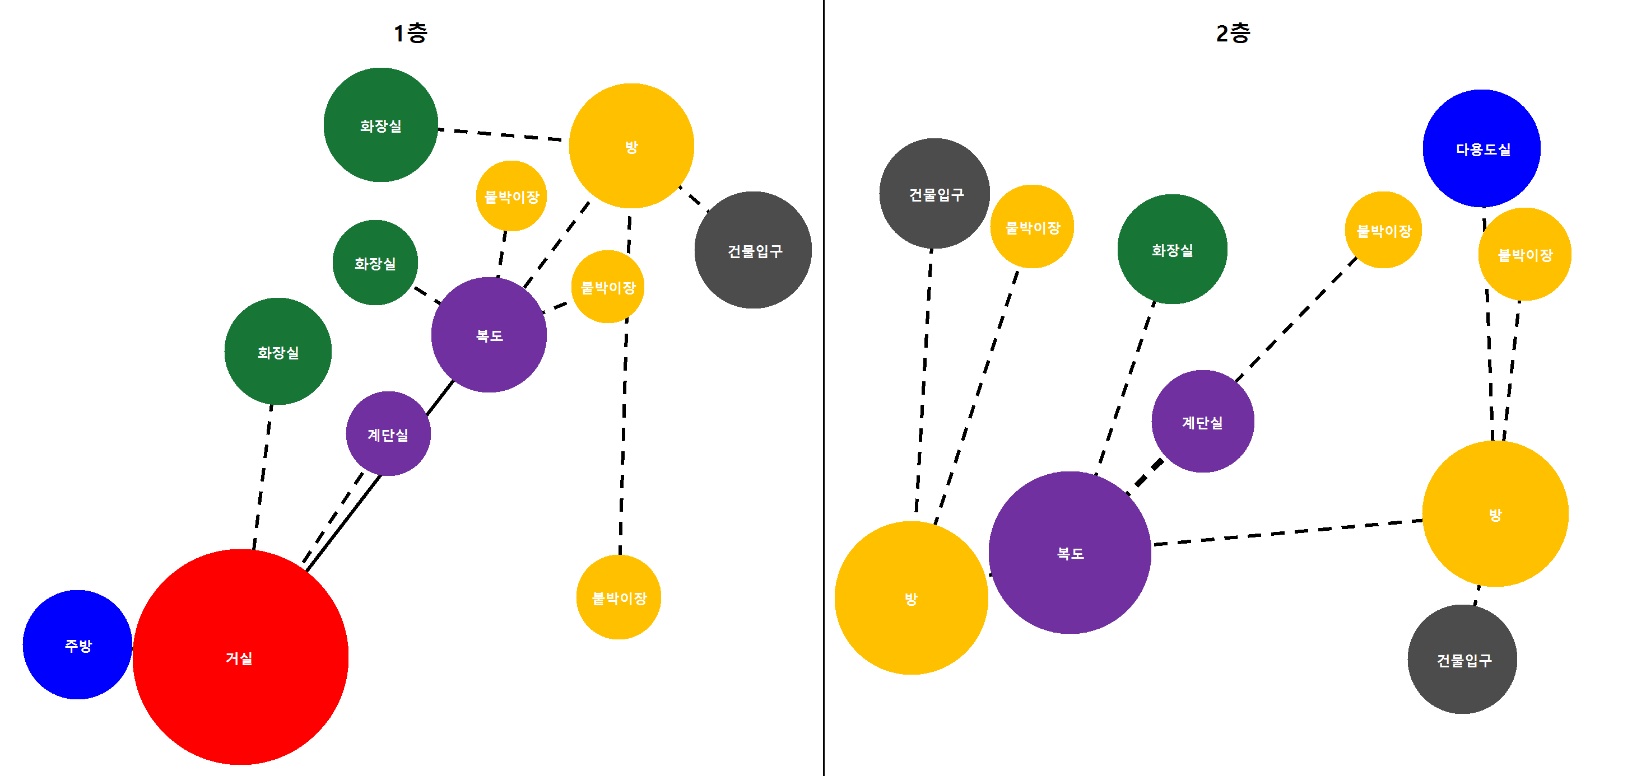 1층
화장실
방
붙박이장
건물입구
화장실
붙박이장
복도
화장실
계단실
붙박이장
주방
거실
2층
다용도실
건물입구
붙박이장
화장실
붙박이장
붙박이장
계단실
방
복도
방
건물입구